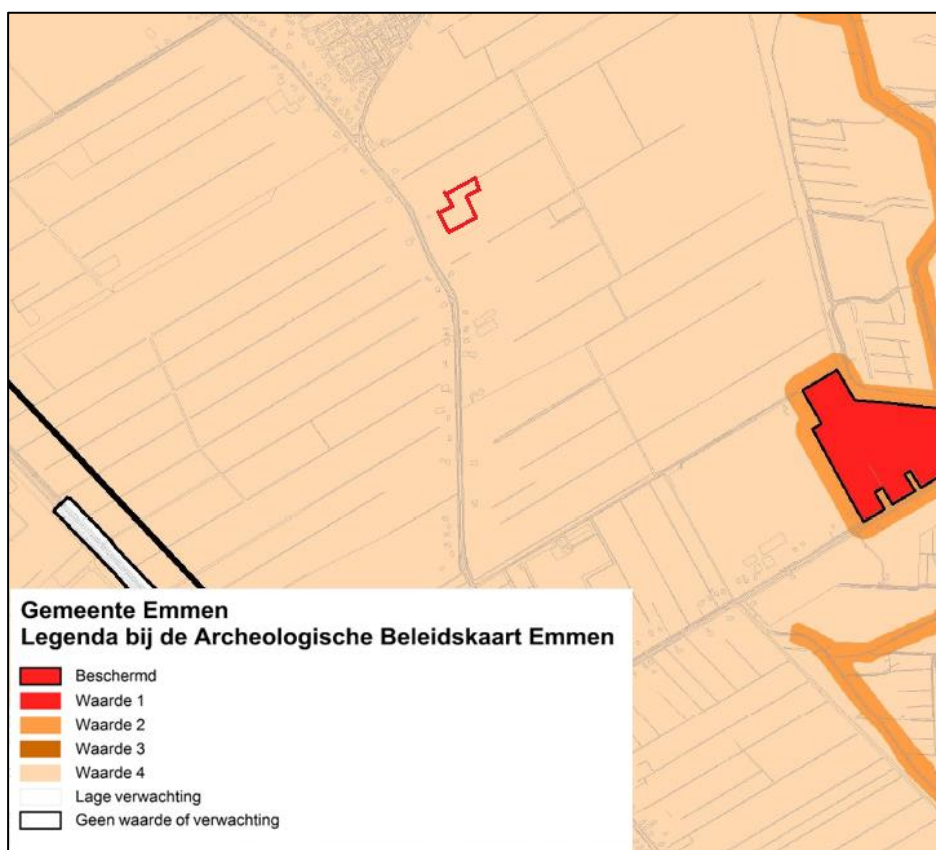 Gemeente Emmen
Legenda bij de Archeologische Beleidskaart Emmen
Beschermd
Waarde 1
Waarde 2
Waarde 3
Waarde 4
Lage verwachting
Geen waarde of verwachting